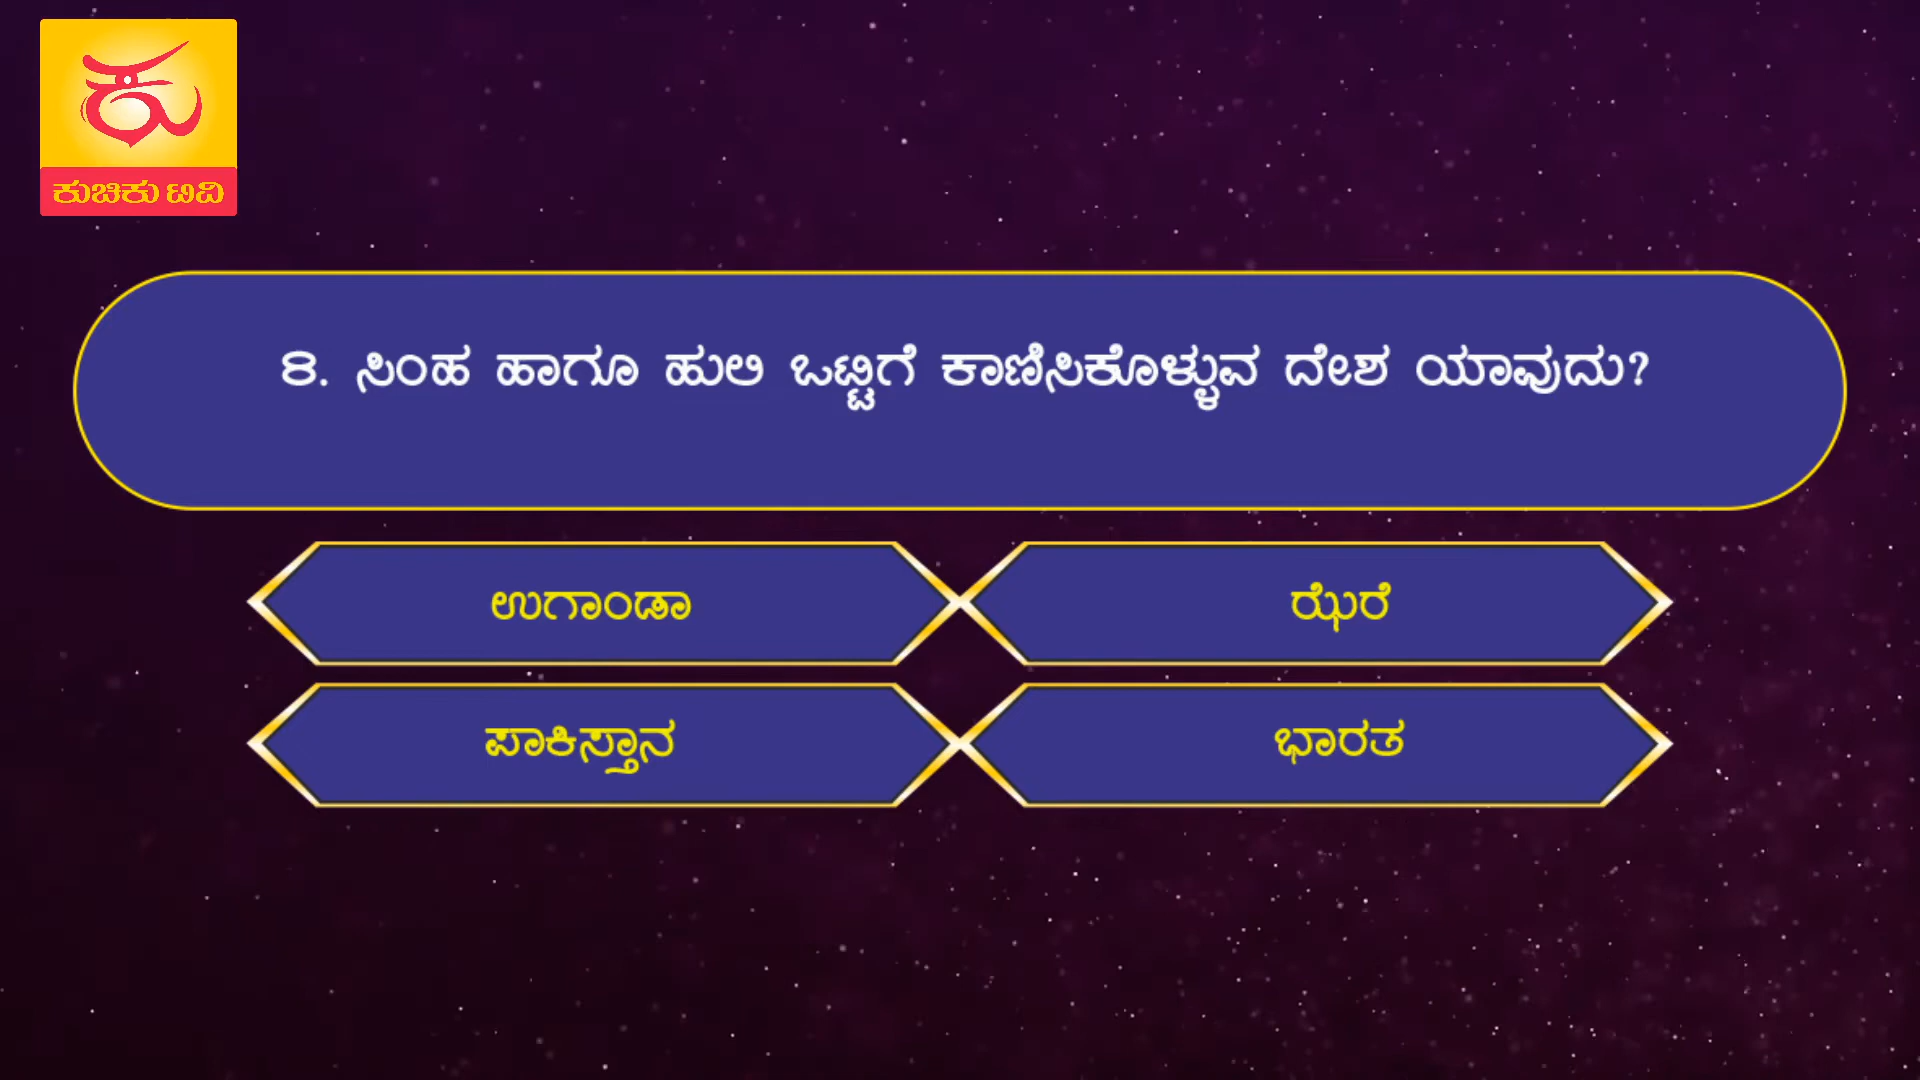 ಕು
ಕುಚಿಕು ಟಿವಿ
೮. ಸಿಂಹ ಹಾಗೂ ಹುಲಿ ಒಟ್ಟಿಗೆ ಕಾಣಿಸಿಕೊಳ್ಳುವ ದೇಶ ಯಾವುದು?
ಉಗಾಂಡಾ
ಝೆರೆ
ಪಾಕಿಸ್ತಾನ
ಭಾರತ